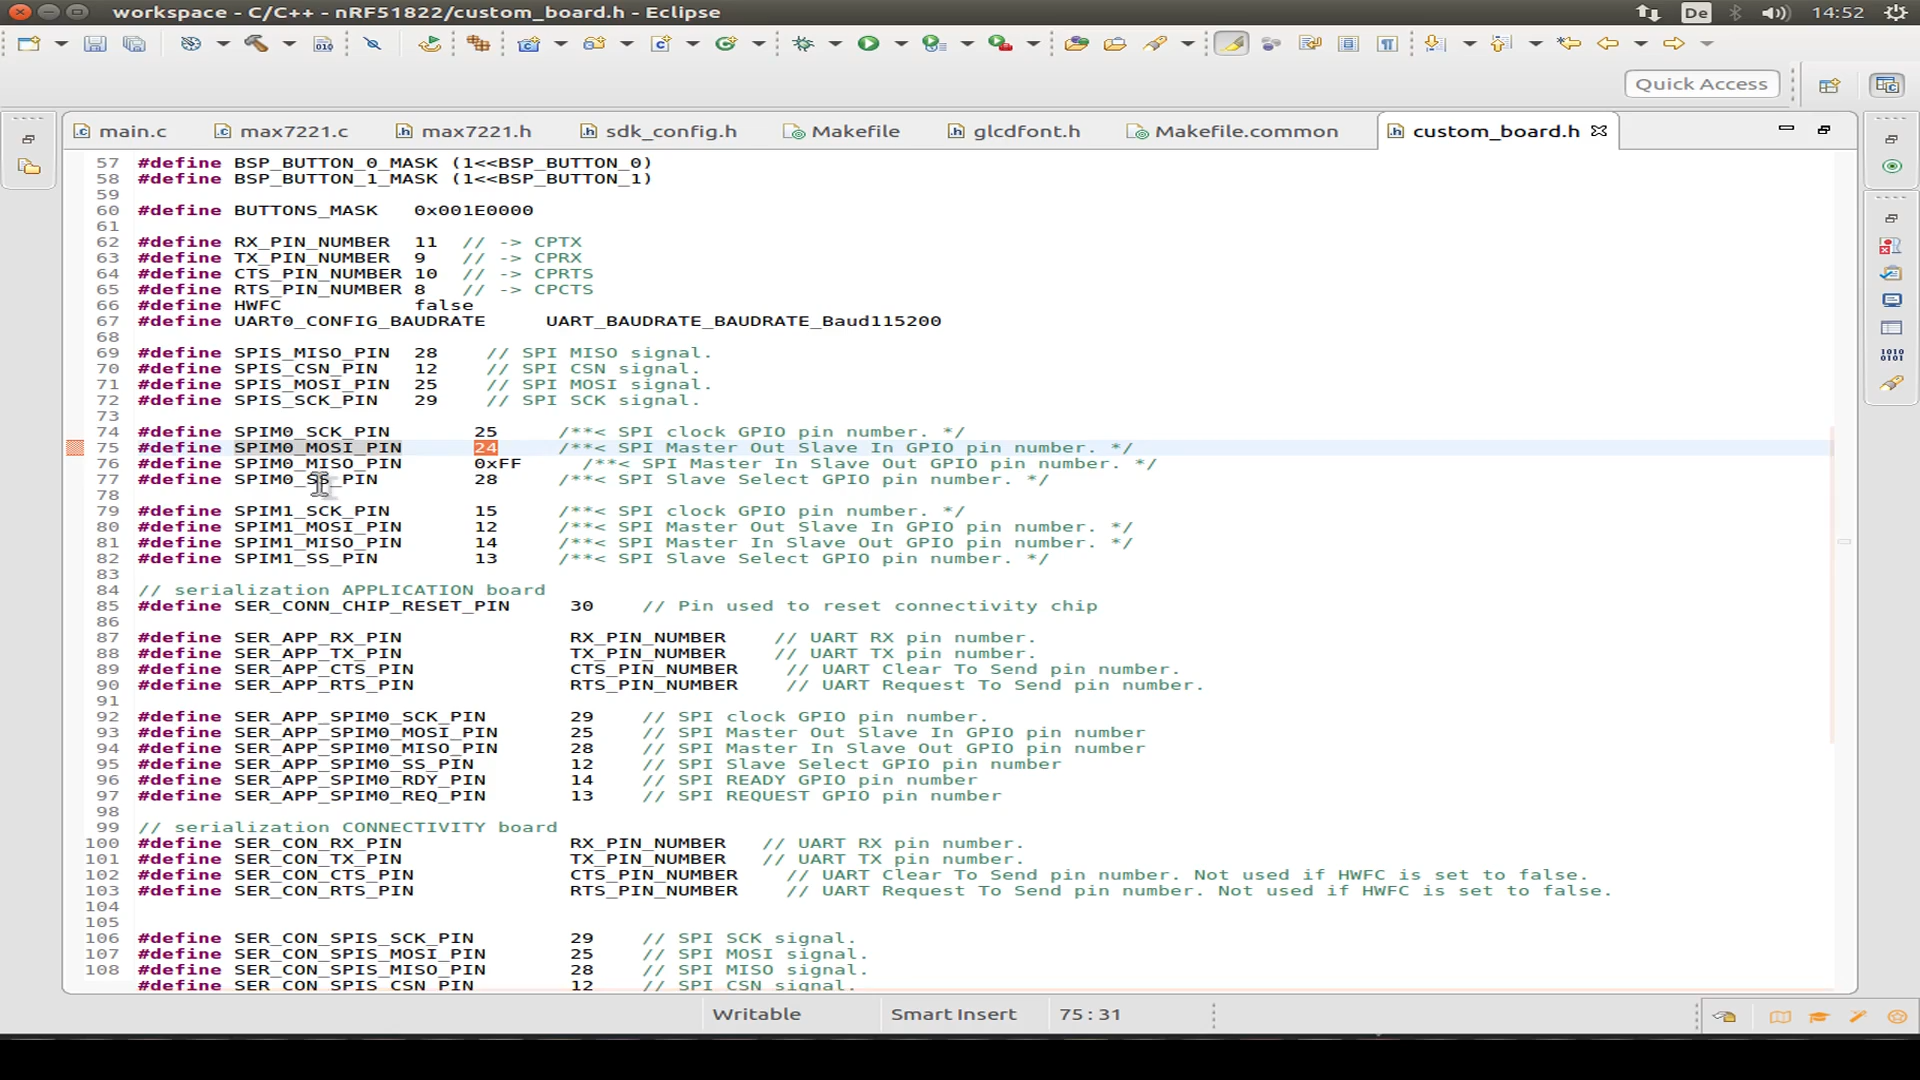 workspace - C/C++ - nRF51822/custom_board.h - Eclipse De 14:52
Quick Access
main.c max7221.c max7221.h sdk_config.h Makefile glcdfont.h Makefile.common custom_board.h
57 #define BSP_BUTTON_0_MASK (1<<BSP_BUTTON_0)
58 #define BSP_BUTTON_1_MASK (1<<BSP_BUTTON_1)
59
60 #define BUTTONS_MASK 0x001E0000
61
62 #define RX_PIN_NUMBER 11 // -> CPTX
63 #define TX_PIN_NUMBER 9 // -> CPRX
64 #define CTS_PIN_NUMBER 10 // -> CPRTS
65 #define RTS_PIN_NUMBER 8 // -> CPCTS
66 #define HWFC false
67 #define UART0_CONFIG_BAUDRATE UART_BAUDRATE_BAUDRATE_Baud115200
68
69 #define SPIS_MISO_PIN 28 // SPI MISO signal.
70 #define SPIS_CSN_PIN 12 // SPI CSN signal.
71 #define SPIS_MOSI_PIN 25 // SPI MOSI signal.
72 #define SPIS_SCK_PIN 29 // SPI SCK signal.
73
74 #define SPIM0_SCK_PIN 25 /**< SPI clock GPIO pin number. */
75 #define SPIM0_MOSI_PIN 24 /**< SPI Master Out Slave In GPIO pin number. */
76 #define SPIM0_MISO_PIN 0xFF /**< SPI Master In Slave Out GPIO pin number. */
77 #define SPIM0_SS_PIN 28 /**< SPI Slave Select GPIO pin number. */
78
79 #define SPIM1_SCK_PIN 15 /**< SPI clock GPIO pin number. */
80 #define SPIM1_MOSI_PIN 12 /**< SPI Master Out Slave In GPIO pin number. */
81 #define SPIM1_MISO_PIN 14 /**< SPI Master In Slave Out GPIO pin number. */
82 #define SPIM1_SS_PIN 13 /**< SPI Slave Select GPIO pin number. */
83
84 // serialization APPLICATION board
85 #define SER_CONN_CHIP_RESET_PIN 30 // Pin used to reset connectivity chip
86
87 #define SER_APP_RX_PIN RX_PIN_NUMBER // UART RX pin number.
88 #define SER_APP_TX_PIN TX_PIN_NUMBER // UART TX pin number.
89 #define SER_APP_CTS_PIN CTS_PIN_NUMBER // UART Clear To Send pin number.
90 #define SER_APP_RTS_PIN RTS_PIN_NUMBER // UART Request To Send pin number.
91
92 #define SER_APP_SPIM0_SCK_PIN 29 // SPI clock GPIO pin number.
93 #define SER_APP_SPIM0_MOSI_PIN 25 // SPI Master Out Slave In GPIO pin number
94 #define SER_APP_SPIM0_MISO_PIN 28 // SPI Master In Slave Out GPIO pin number
95 #define SER_APP_SPIM0_SS_PIN 12 // SPI Slave Select GPIO pin number
96 #define SER_APP_SPIM0_RDY_PIN 14 // SPI READY GPIO pin number
97 #define SER_APP_SPIM0_REQ_PIN 13 // SPI REQUEST GPIO pin number
98
99 // serialization CONNECTIVITY board
100 #define SER_CON_RX_PIN RX_PIN_NUMBER // UART RX pin number.
101 #define SER_CON_TX_PIN TX_PIN_NUMBER // UART TX pin number.
102 #define SER_CON_CTS_PIN CTS_PIN_NUMBER // UART Clear To Send pin number. Not used if HWFC is set to false.
103 #define SER_CON_RTS_PIN RTS_PIN_NUMBER // UART Request To Send pin number. Not used if HWFC is set to false.
104
105
106 #define SER_CON_SPIS_SCK_PIN 29 // SPI SCK signal.
107 #define SER_CON_SPIS_MOSI_PIN 25 // SPI MOSI signal.
108 #define SER_CON_SPIS_MISO_PIN 28 // SPI MISO signal.
#define SER_CON_SPIS_CSN_PIN 12 // SPI CSN signal.
Writable Smart Insert 75:31